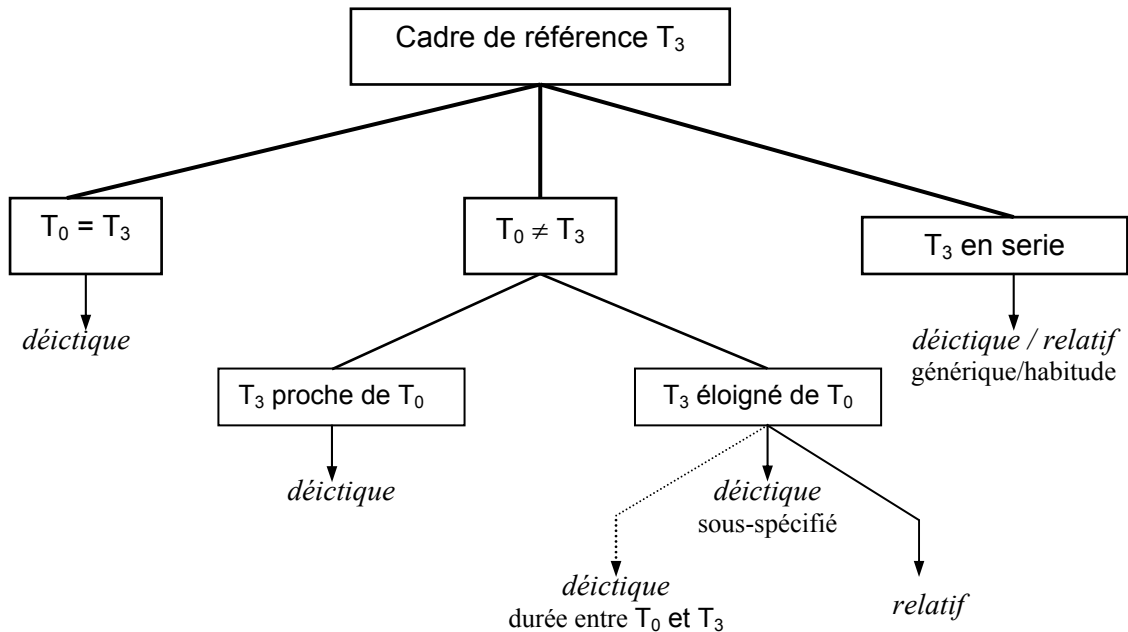 Cadre de référence T₃
T₀ = T₃
T₀ ≠ T₃
T₃ en serie
déictique
déictique / relatif
générique/habitude
T₃ proche de T₀
T₃ éloigné de T₀
déictique
déictique
sous-spécifié
déictique
durée entre T₀ et T₃
relatif